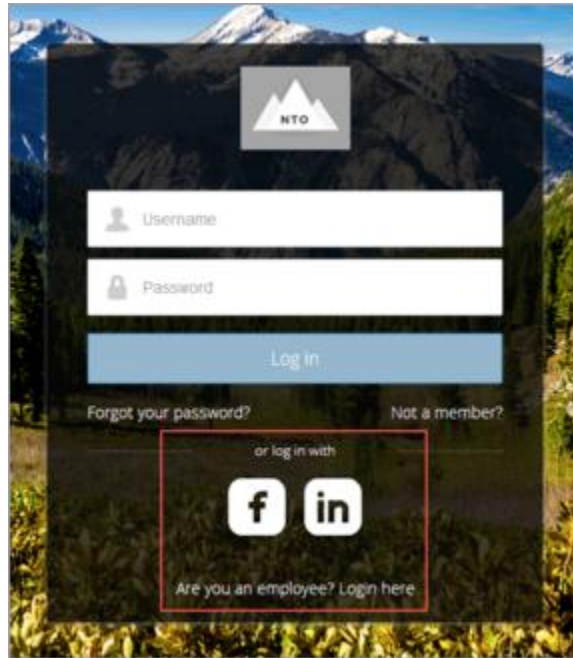 NTO
Username
Password
Log in
Forgot your password? Not a member?
or log in with
f in
Are you an employee? Login here